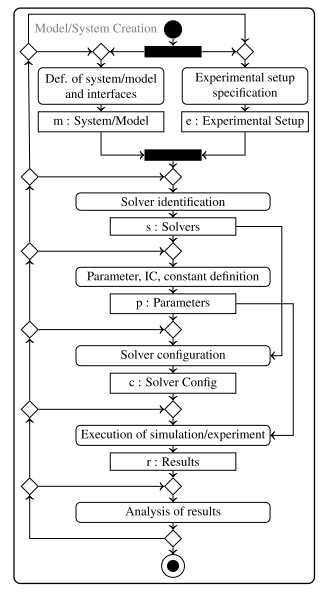 Model/System Creation
Def. of system/model
and interfaces
Experimental setup
specification
m : System/Model
e : Experimental Setup
Solver identification
s : Solvers
Parameter, IC, constant definition
p : Parameters
Solver configuration
c : Solver Config
Execution of simulation/experiment
r : Results
Analysis of results